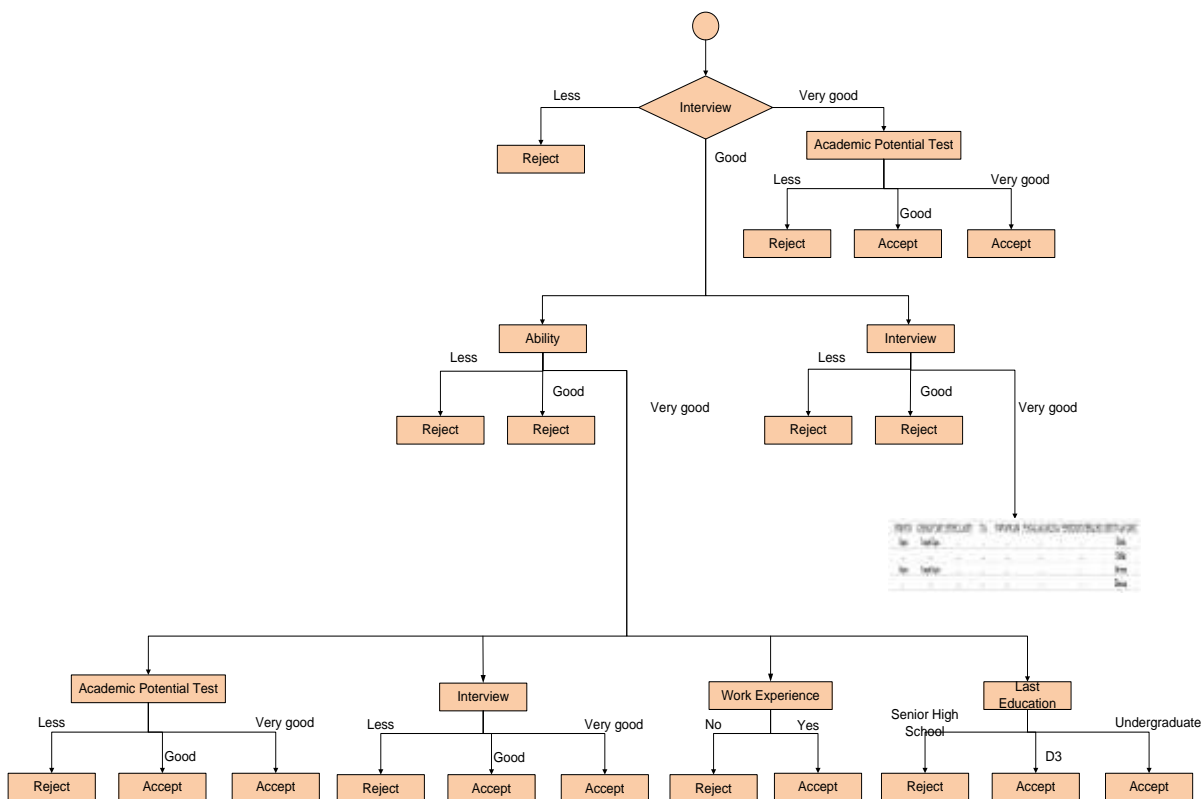 Interview
Less
Very good
Good
Reject
Academic Potential Test
Less
Very good
Good
Reject
Accept
Accept
Ability
Interview
Less
Good
Very good
Less
Good
Very good
Reject
Reject
Reject
Reject
Academic Potential Test
Interview
Work Experience
Last
Education
Less
Good
Very good
Less
Good
Very good
No
Yes
Senior High
School
D3
Undergraduate
Reject
Accept
Accept
Reject
Accept
Accept
Reject
Accept
Reject
Accept
Accept